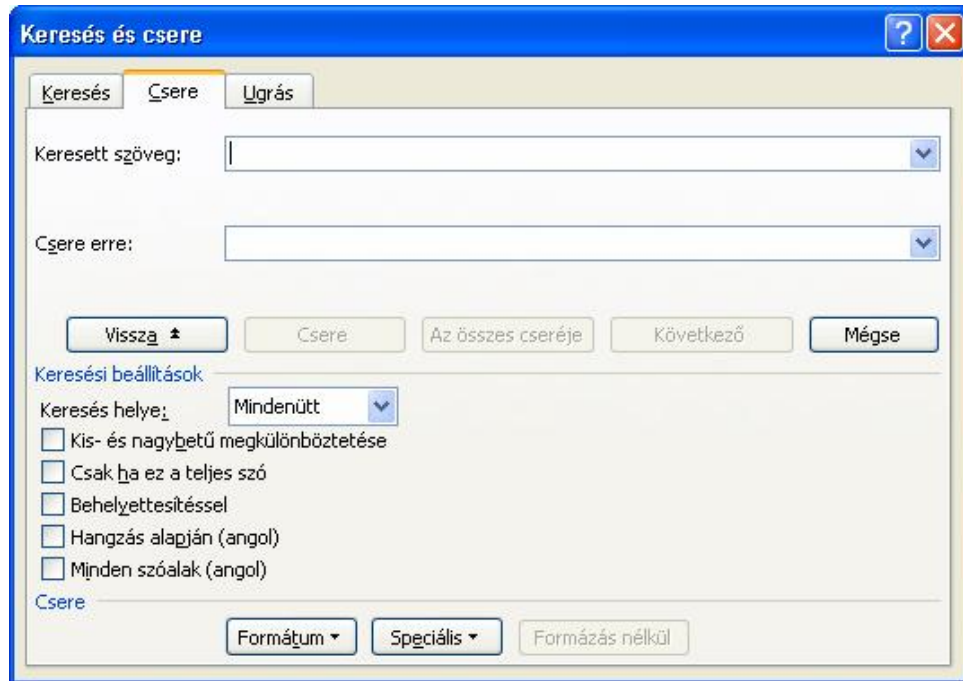 Keresés és csere
Keresés Csere Ugrás
Keresett szöveg:
Csere erre:
Vissza Csere Az összes cseréje Következő Mégse
Keresési beállítások
Keresés helye: Mindenütt
Kis- és nagybetű megkülönböztetése
Csak ha ez a teljes szó
Behelyettesítéssel
Hangzás alapján (angol)
Minden szóalak (angol)
Csere
Formátum Speciális Formázás nélkül